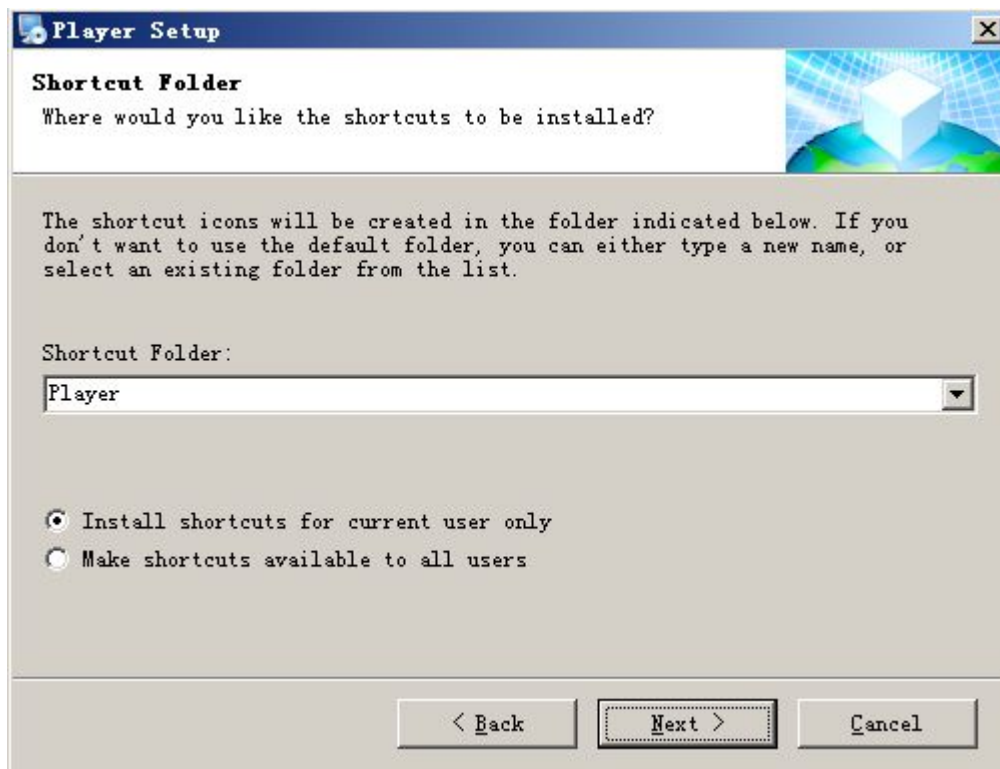 Player Setup
Shortcut Folder
Where would you like the shortcuts to be installed?
The shortcut icons will be created in the folder indicated below. If you
don't want to use the default folder, you can either type a new name, or
select an existing folder from the list.
Shortcut Folder:
Player
Install shortcuts for current user only
Make shortcuts available to all users
< Back
Next >
Cancel